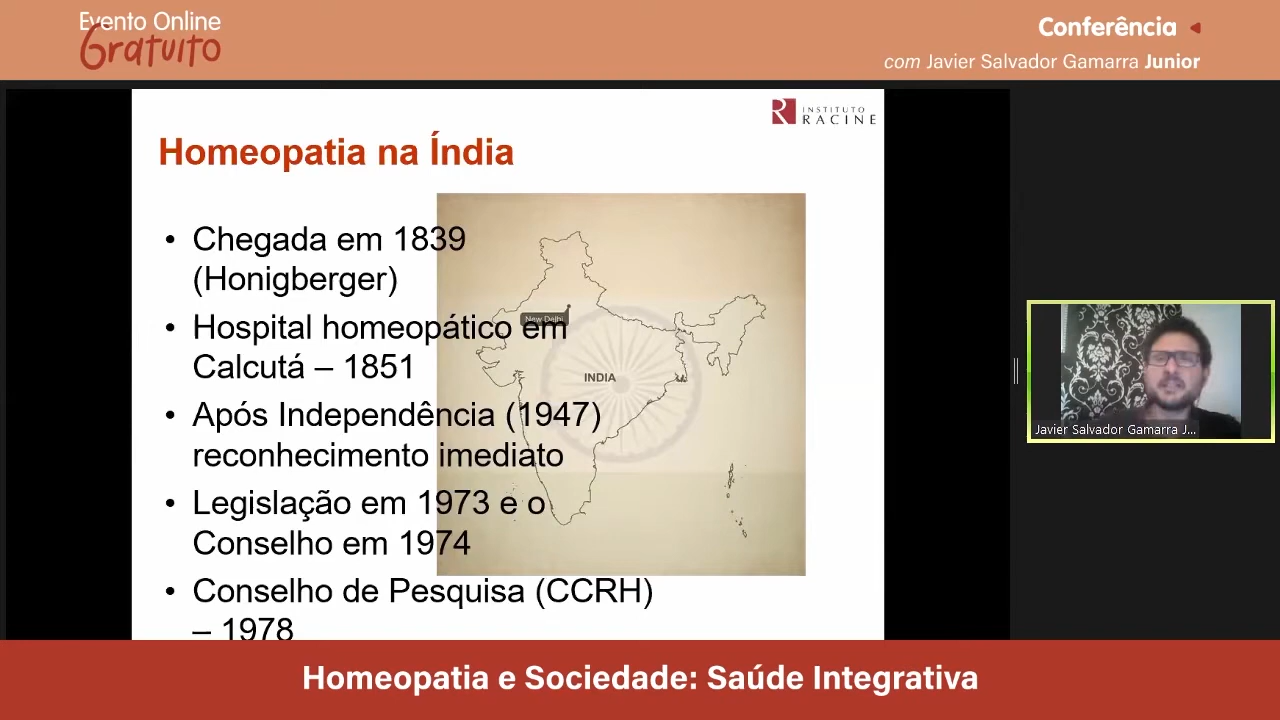 Evento Online
Gratuito
Conferência
com Javier Salvador Gamarra Junior
INSTITUTO
RACINE
Homeopatia na Índia
• Chegada em 1839
(Honigberger)
• Hospital homeopático em
Calcutá – 1851
• Após Independência (1947)
reconhecimento imediato
• Legislação em 1973 e o
Conselho em 1974
• Conselho de Pesquisa (CCRH)
– 1978
New Delhi
INDIA
Javier Salvador Gamarra J...
Homeopatia e Sociedade: Saúde Integrativa